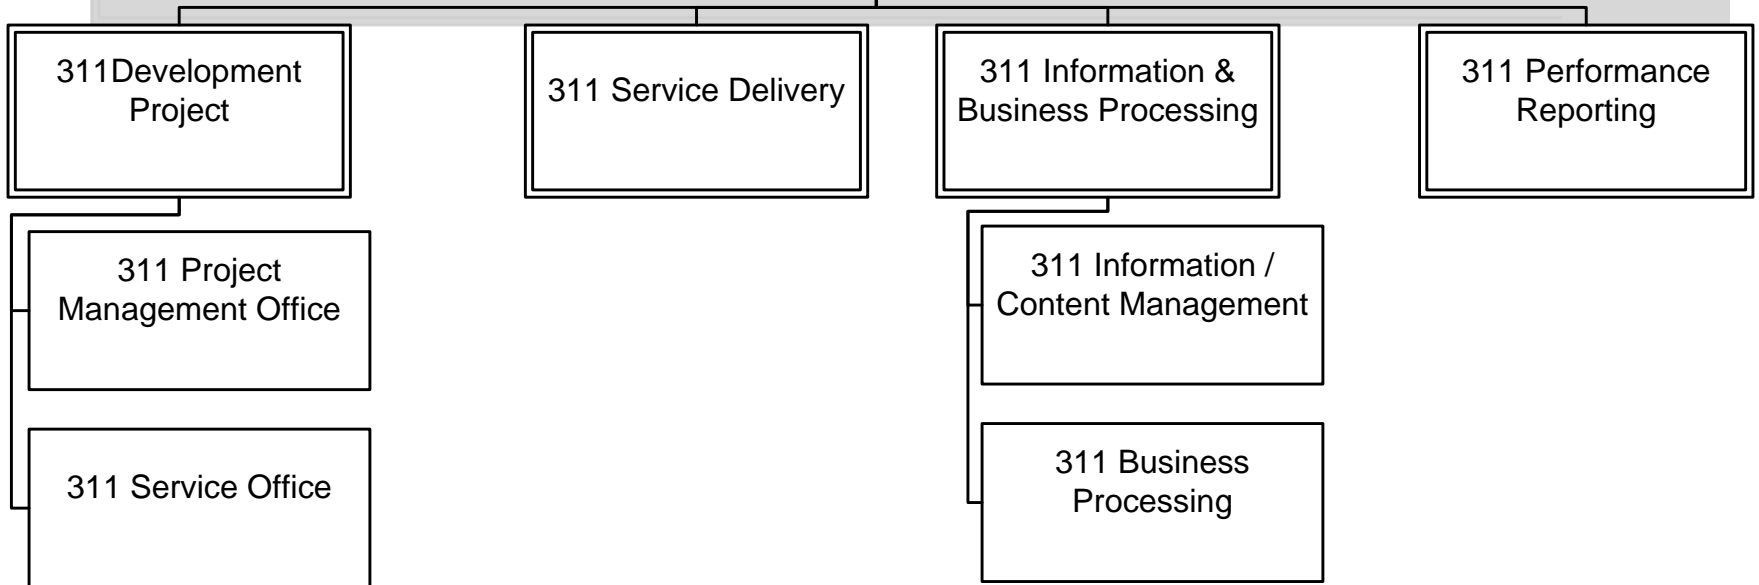 311Development
Project
311 Service Delivery
311 Information &
Business Processing
311 Performance
Reporting
311 Project
Management Office
311 Information /
Content Management
311 Service Office
311 Business
Processing